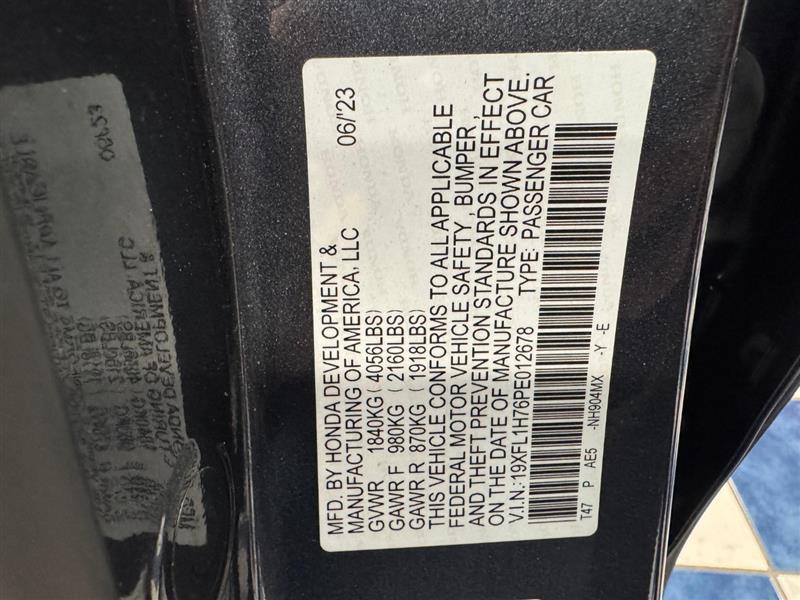 MFD. BY HONDA DEVELOPMENT &
MANUFACTURING OF AMERICA, LLC 06/'23
GVWR 1840KG ( 4056LBS)
GAWR F 980KG ( 2160LBS)
GAWR R 870KG ( 1918LBS)
THIS VEHICLE CONFORMS TO ALL APPLICABLE
FEDERAL MOTOR VEHICLE SAFETY, BUMPER,
AND THEFT PREVENTION STANDARDS IN EFFECT
ON THE DATE OF MANUFACTURE SHOWN ABOVE.
V.I.N.:19XFL1H76PE012678 TYPE: PASSENGER CAR
T47 P AE5 -NH904MX -Y -E